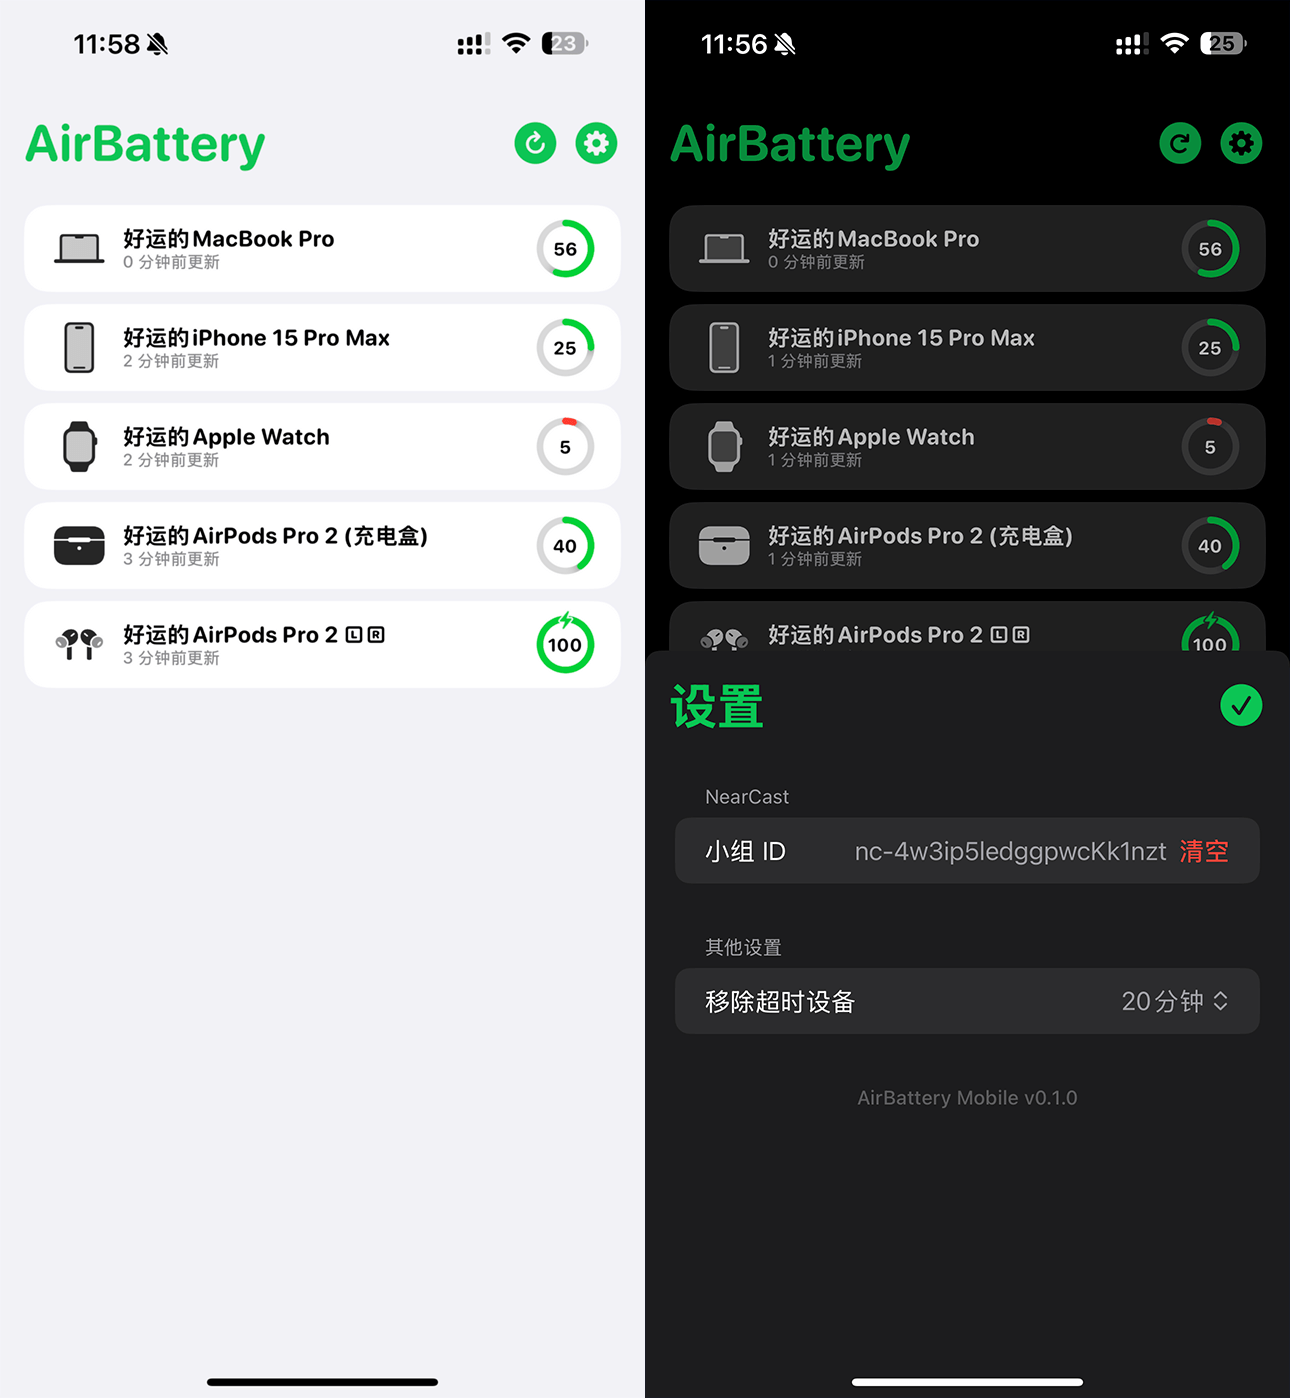 11:58
23
AirBattery
好运的MacBook Pro
0 分钟前更新
56
好运的iPhone 15 Pro Max
2 分钟前更新
25
好运的Apple Watch
2 分钟前更新
5
好运的AirPods Pro 2 (充电盒)
3 分钟前更新
40
好运的AirPods Pro 2 L R
3 分钟前更新
100
11:56
25
AirBattery
好运的MacBook Pro
0 分钟前更新
56
好运的iPhone 15 Pro Max
1 分钟前更新
25
好运的Apple Watch
1 分钟前更新
5
好运的AirPods Pro 2 (充电盒)
1 分钟前更新
40
好运的AirPods Pro 2 L R
100
设置
NearCast
小组 ID nc-4w3ip5ledggpwcKk1nzt 清空
其他设置
移除超时设备 20分钟
AirBattery Mobile v0.1.0